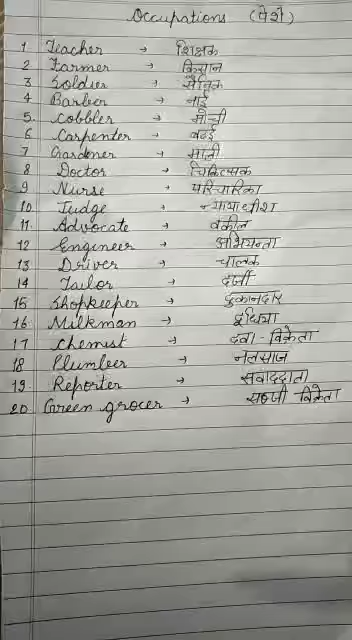 Occupations (पेशे)
1 Teacher → शिक्षक
2 Farmer → किसान
3 Soldier → सैनिक
4 Barber → नाई
5. Cobbler → मोची
6 Carpenter → बढई
7 Gardener → माली
8 Doctor → चिकित्सक
9 Nurse → परिचारिका
10 Judge → न्यायाधीश
11. Advocate → वकील
12 Engineer → अभियन्ता
13 Driver → चालक
14 Tailor → दर्जी
15 Shopkeeper → दुकानदार
16. Milkman → दूधिया
17 Chemist → दवा-विक्रेता
18 Plumber → नलसाज
19. Reporter → संवाददाता
20 Green grocer → सब्जी विक्रेता